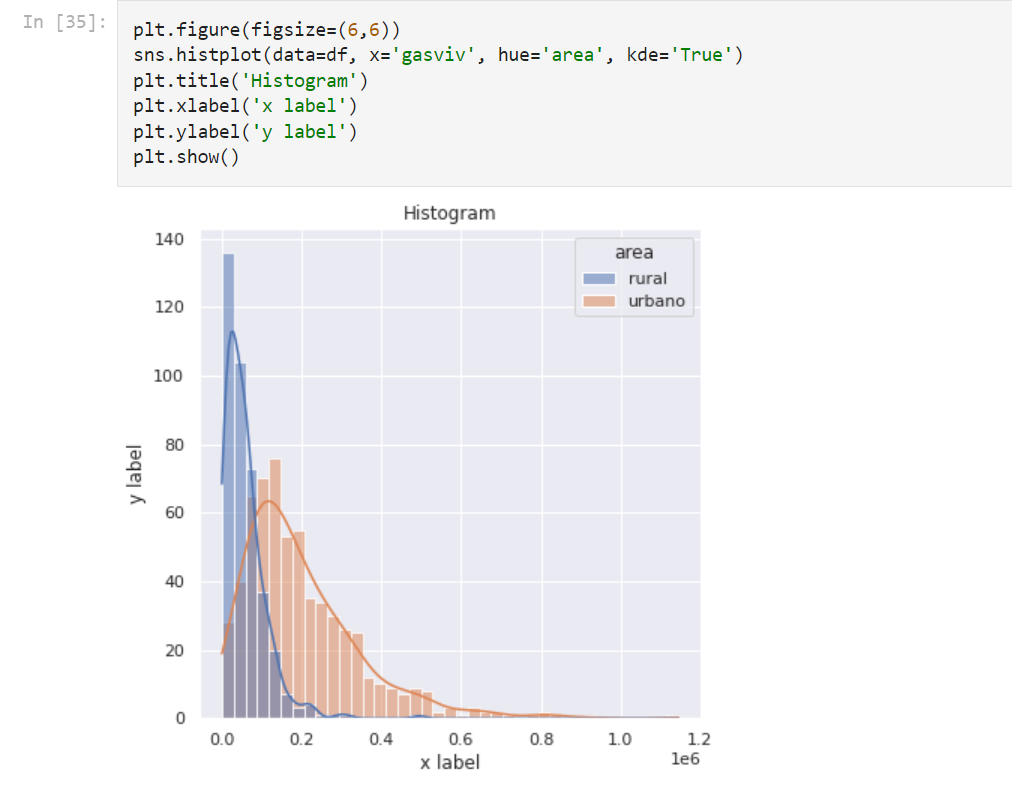 In [35]:
plt.figure(figsize=(6,6))
sns.histplot(data=df, x='gasviv', hue='area', kde='True')
plt.title('Histogram')
plt.xlabel('x label')
plt.ylabel('y label')
plt.show()
Histogram
140
120
100
80
60
40
20
0
y label
area
rural
urbano
0.0 0.2 0.4 0.6 0.8 1.0 1.2
1e6
x label